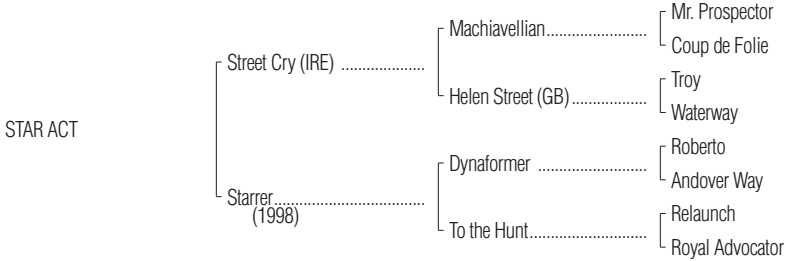 Mr. Prospector
Machiavellian........................
Coup de Folie
Street Cry (IRE) ....................
Troy
Helen Street (GB)..................
Waterway
STAR ACT
Roberto
Dynaformer ..........................
Andover Way
Starrer....................................
(1998)
Relaunch
To the Hunt............................
Royal Advocator